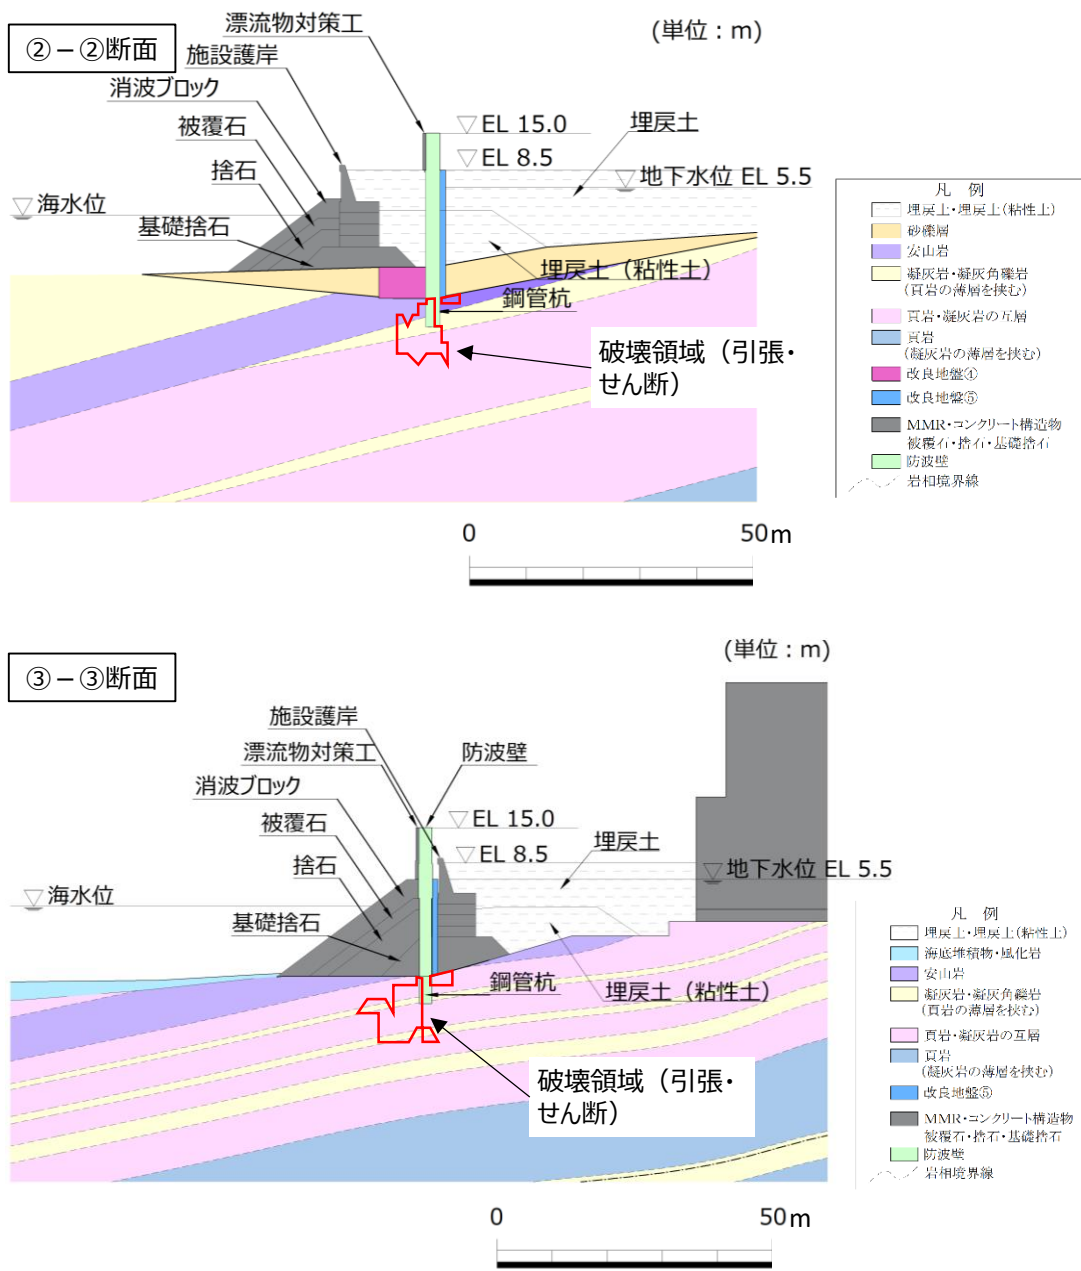 ②－②断面
漂流物対策工
(単位：m)
施設護岸
消波ブロック
被覆石
捨石
海水位
基礎捨石
EL 15.0
EL 8.5
埋戻土
地下水位 EL 5.5
埋戻土（粘性土）
鋼管杭
破壊領域（引張・
せん断）
凡　例
埋戻土・埋戻土(粘性土)
砂礫層
安山岩
凝灰岩・凝灰角礫岩
(頁岩の薄層を挟む)
頁岩・凝灰岩の互層
頁岩
(凝灰岩の薄層を挟む)
改良地盤④
改良地盤⑤
MMR・コンクリート構造物
被覆石・捨石・基礎捨石
防波壁
岩相境界線
0
50m
③－③断面
(単位：m)
施設護岸
漂流物対策工
防波壁
消波ブロック
被覆石
捨石
海水位
基礎捨石
EL 15.0
EL 8.5
埋戻土
地下水位 EL 5.5
鋼管杭
埋戻土（粘性土）
破壊領域（引張・
せん断）
凡　例
埋戻土・埋戻土(粘性土)
海底堆積物・風化岩
安山岩
凝灰岩・凝灰角礫岩
(頁岩の薄層を挟む)
頁岩・凝灰岩の互層
頁岩
(凝灰岩の薄層を挟む)
改良地盤⑤
MMR・コンクリート構造物
被覆石・捨石・基礎捨石
防波壁
岩相境界線
0
50m